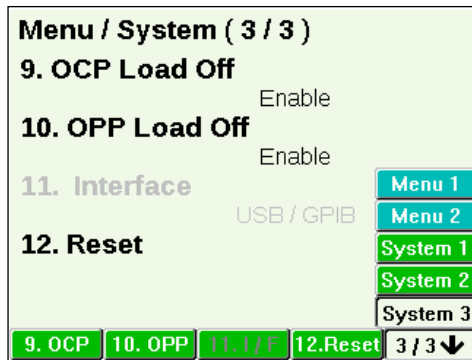 Menu / System ( 3 / 3 )
9. OCP Load Off
Enable
10. OPP Load Off
Enable
11. Interface
USB / GPIB
12. Reset
Menu 1
Menu 2
System 1
System 2
System 3
9. OCP 10. OPP 11. I / F 12.Reset 3 / 3